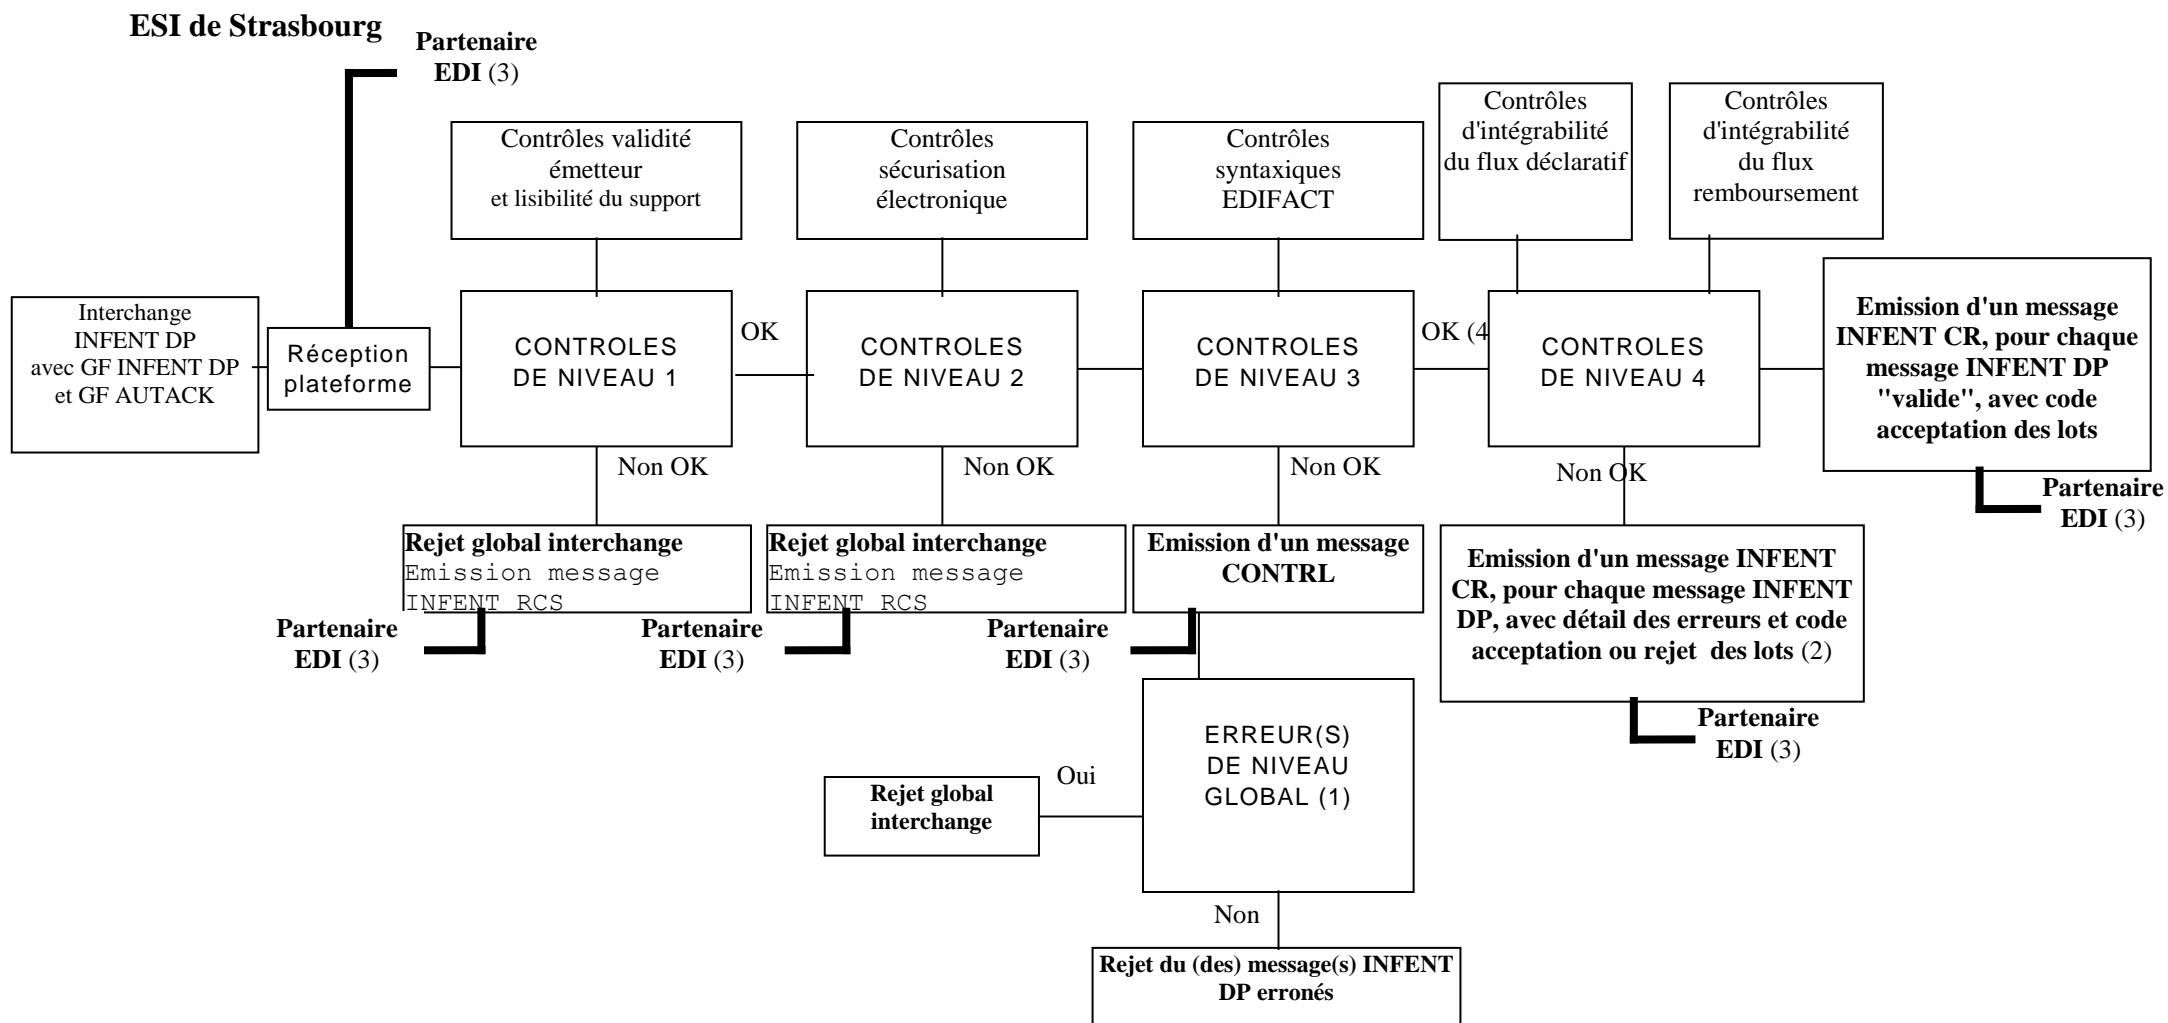 ESI de Strasbourg
Partenaire
EDI (3)
Contrôles validité
émetteur
et lisibilité du support
Contrôles
sécurisation
électronique
Contrôles
syntaxiques
EDIFACT
Contrôles
d'intégrabilité
du flux déclaratif
Contrôles
d'intégrabilité
du flux
remboursement
Interchange
INFENT DP
avec GF INFENT DP
et GF AUTACK
Réception
plateforme
CONTROLES
DE NIVEAU 1
OK
CONTROLES
DE NIVEAU 2
CONTROLES
DE NIVEAU 3
OK (4
CONTROLES
DE NIVEAU 4
Emission d'un message
INFENT CR, pour chaque
message INFENT DP
"valide", avec code
acceptation des lots
Non OK
Non OK
Non OK
Non OK
Partenaire
EDI (3)
Rejet global interchange
Emission message
INFENT RCS
Rejet global interchange
Emission message
INFENT RCS
Emission d'un message
CONTRL
Emission d'un message INFENT
CR, pour chaque message INFENT
DP, avec détail des erreurs et code
acceptation ou rejet des lots (2)
Partenaire
EDI (3)
Partenaire
EDI (3)
Partenaire
EDI (3)
Partenaire
EDI (3)
ERREUR(S)
DE NIVEAU
GLOBAL (1)
Oui
Rejet global
interchange
Non
Rejet du (des) message(s) INFENT
DP erronés